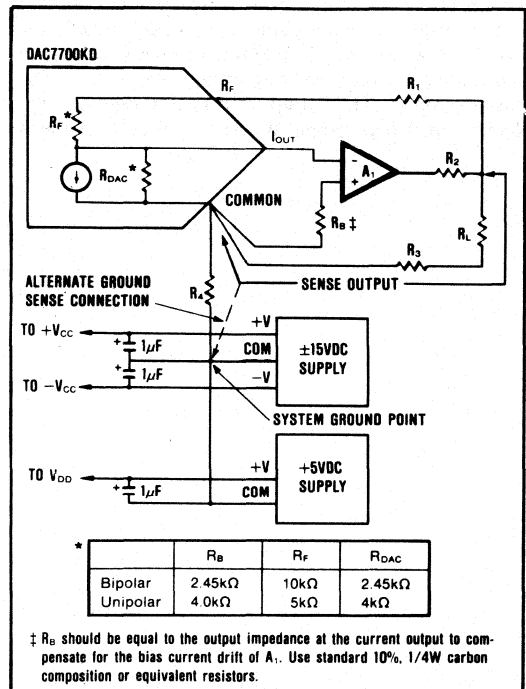 DAC7700KD
RF
R1
RF*
IOUT
RDAC*
- A1
+
R2
COMMON
RB ‡
RL
R3
ALTERNATE GROUND
SENSE CONNECTION
R4
SENSE OUTPUT
TO +VCC
+ 1µF
+V
COM
±15VDC
SUPPLY
+ 1µF
TO −VCC
−V
SYSTEM GROUND POINT
TO VDD
+ 1µF
+V
COM
+5VDC
SUPPLY
*
RB RF RDAC
Bipolar 2.45kΩ 10kΩ 2.45kΩ
Unipolar 4.0kΩ 5kΩ 4kΩ
‡ RB should be equal to the output impedance at the current output to com-
pensate for the bias current drift of A1. Use standard 10%, 1/4W carbon
composition or equivalent resistors.